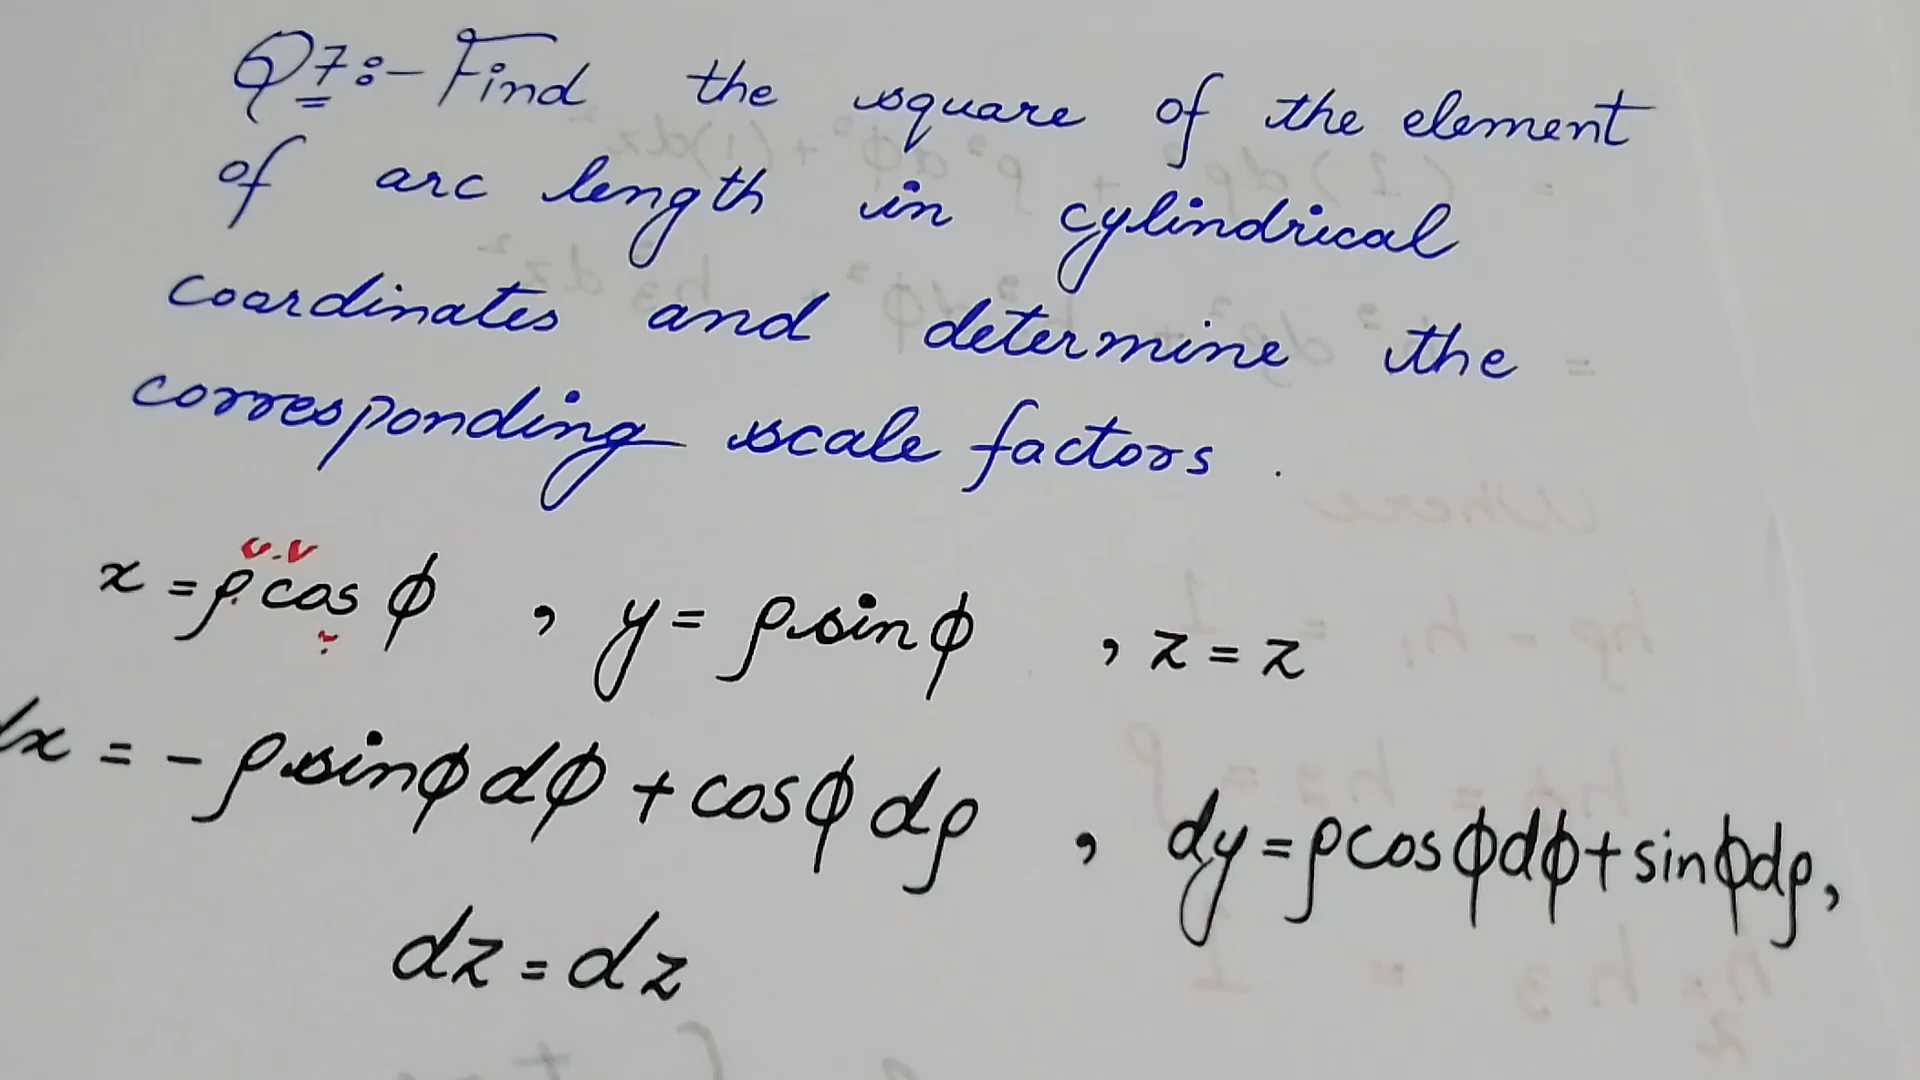 Q7:- Find the square of the element
of arc length in cylindrical
coordinates and determine the
corresponding scale factors.
x = ρ cos φ , y = ρ sin φ , z = z
dx = - ρ sin φ dφ + cos φ dρ , dy = ρ cos φ dφ + sin φ dρ,
dz = dz